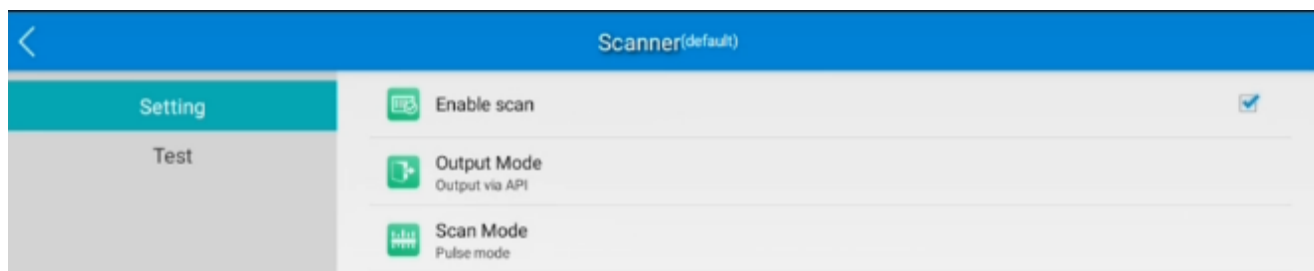 Scanner(default)
Setting
Test
Enable scan
Output Mode
Output via API
Scan Mode
Pulse mode